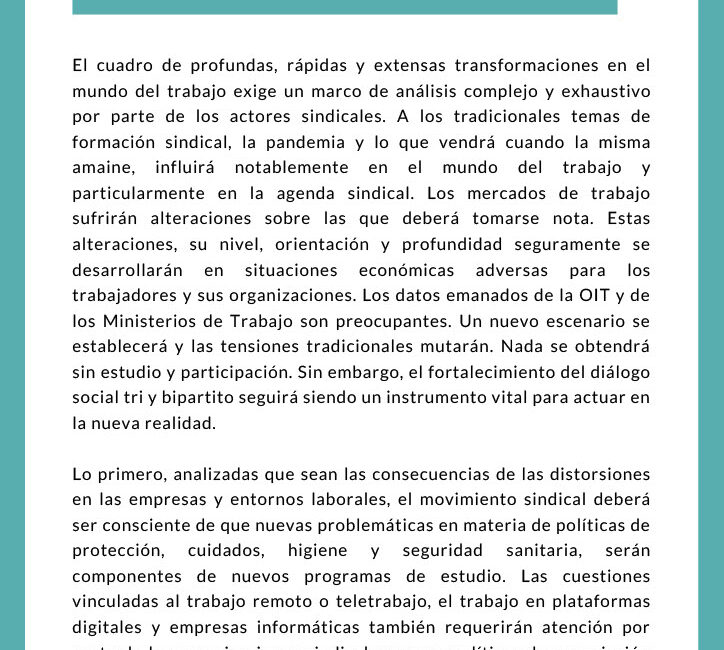 El cuadro de profundas, rápidas y extensas transformaciones en el
mundo del trabajo exige un marco de análisis complejo y exhaustivo
por parte de los actores sindicales. A los tradicionales temas de
formación sindical, la pandemia y lo que vendrá cuando la misma
amaine, influirá notablemente en el mundo del trabajo y
particularmente en la agenda sindical. Los mercados de trabajo
sufrirán alteraciones sobre las que deberá tomarse nota. Estas
alteraciones, su nivel, orientación y profundidad seguramente se
desarrollarán en situaciones económicas adversas para los
trabajadores y sus organizaciones. Los datos emanados de la OIT y de
los Ministerios de Trabajo son preocupantes. Un nuevo escenario se
establecerá y las tensiones tradicionales mutarán. Nada se obtendrá
sin estudio y participación. Sin embargo, el fortalecimiento del diálogo
social tri y bipartito seguirá siendo un instrumento vital para actuar en
la nueva realidad.
Lo primero, analizadas que sean las consecuencias de las distorsiones
en las empresas y entornos laborales, el movimiento sindical deberá
ser consciente de que nuevas problemáticas en materia de políticas de
protección, cuidados, higiene y seguridad sanitaria, serán
componentes de nuevos programas de estudio. Las cuestiones
vinculadas al trabajo remoto o teletrabajo, el trabajo en plataformas
digitales y empresas informáticas también requerirán atención por